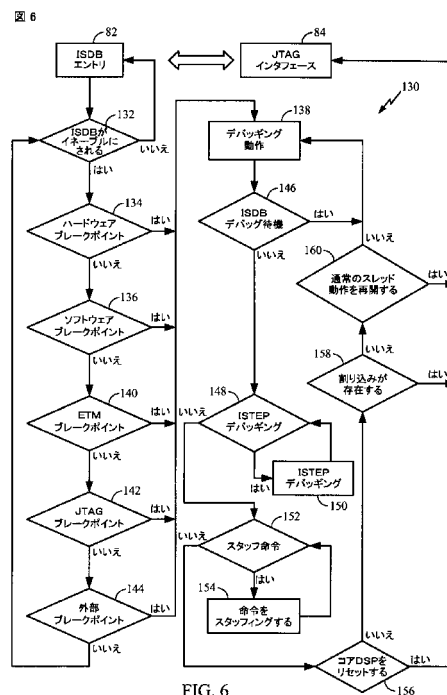 図 6
82
ISDB
エントリ
84
JTAG
インタフェース
130
132
ISDBが
イネーブルに
される
いいえ
はい
134
ハードウェア
ブレークポイント
はい
いいえ
136
ソフトウェア
ブレークポイント
はい
いいえ
140
ETM
ブレークポイント
はい
いいえ
142
JTAG
ブレークポイント
はい
いいえ
144
外部
ブレークポイント
はい
いいえ
138
デバッギング
動作
146
ISDB
デバッグ待機
はい
いいえ
148
ISTEP
デバッギング
いいえ
はい
ISTEP
デバッギング
150
152
スタッフ命令
いいえ
はい
154
命令を
スタッフィングする
160
いいえ
通常のスレッド
動作を再開する
はい
158
いいえ
割り込みが
存在する
はい
いいえ
コアDSPを
リセットする
はい
156
FIG. 6